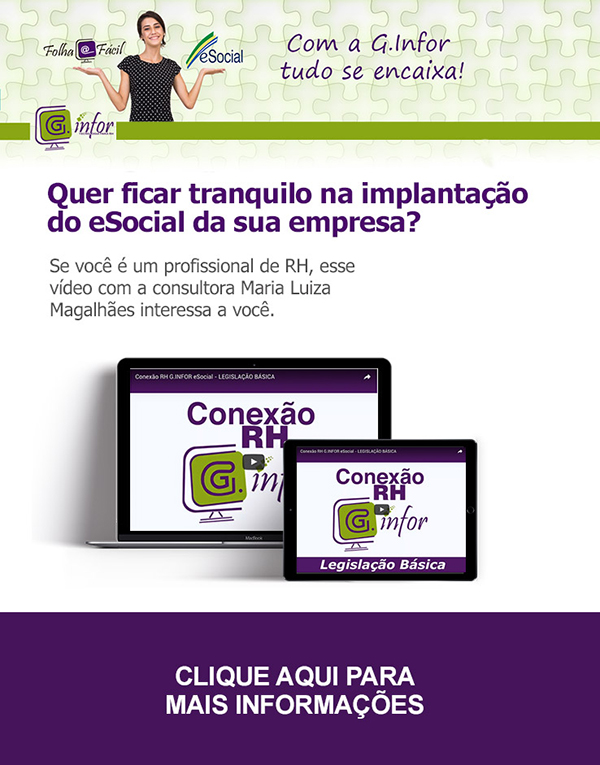 Folha @ Fácil
eSocial
Com a G.Infor
tudo se encaixa!
G.infor
Quer ficar tranquilo na implantação
do eSocial da sua empresa?
Se você é um profissional de RH, esse
vídeo com a consultora Maria Luiza
Magalhães interessa a você.
Conexão RH G.INFOR eSocial - LEGISLAÇÃO BÁSICA
Conexão
RH
G.infor
MacBook
Conexão RH G.INFOR eSocial - LEGISLAÇÃO BÁSICA
Conexão
RH
G.infor
Legislação Básica
CLIQUE AQUI PARA
MAIS INFORMAÇÕES